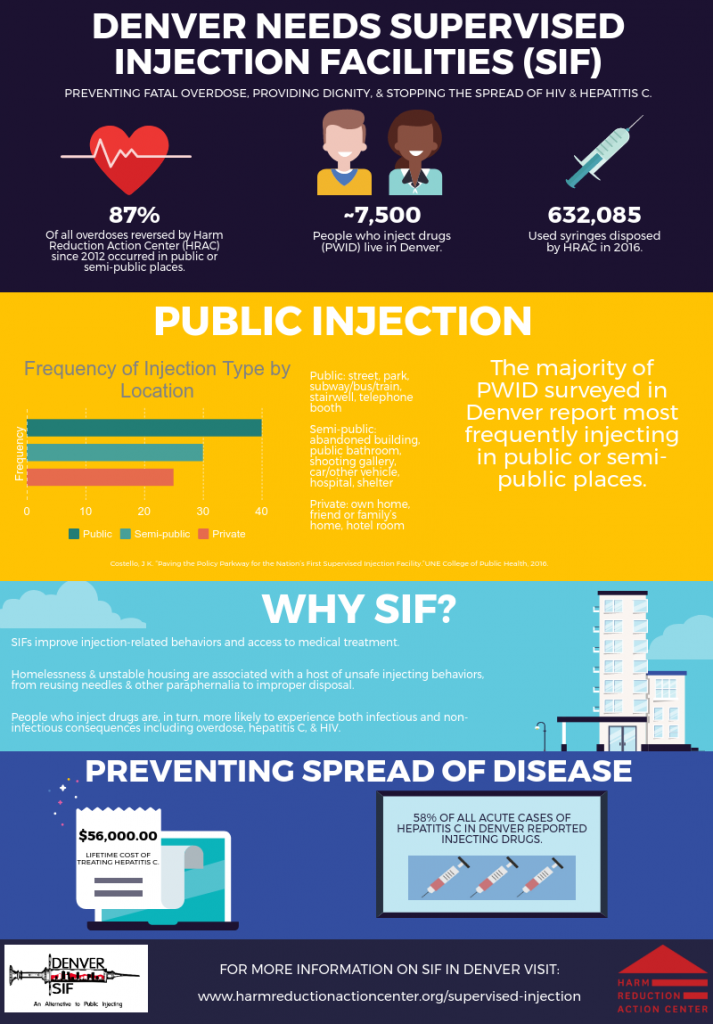 DENVER NEEDS SUPERVISED
INJECTION FACILITIES (SIF)
PREVENTING FATAL OVERDOSE, PROVIDING DIGNITY, & STOPPING THE SPREAD OF HIV & HEPATITIS C.
87%
Of all overdoses reversed by Harm
Reduction Action Center (HRAC)
since 2012 occurred in public or
semi-public places.
~7,500
People who inject drugs
(PWID) live in Denver.
632,085
Used syringes disposed
by HRAC in 2016.
PUBLIC INJECTION
Frequency of Injection Type by
Location
Frequency
0 10 20 30 40
Public Semi-public Private
Public: street, park,
subway/bus/train,
stairwell, telephone
booth
Semi-public:
abandoned building,
public bathroom,
shooting gallery,
car/other vehicle,
hospital, shelter
Private: own home,
friend or family's
home, hotel room
The majority of
PWID surveyed in
Denver report most
frequently injecting
in public or semi-
public places.
Costello, J.K. "Paving the Policy Parkway for the Nation's First Supervised Injection Facility."UNE College of Public Health, 2016.
WHY SIF?
SIFs improve injection-related behaviors and access to medical treatment.
Homelessness & unstable housing are associated with a host of unsafe injecting behaviors,
from reusing needles & other paraphernalia to improper disposal.
People who inject drugs are, in turn, more likely to experience both infectious and non-
infectious consequences including overdose, hepatitis C, & HIV.
PREVENTING SPREAD OF DISEASE
$56,000.00
LIFETIME COST OF
TREATING HEPATITIS C.
58% OF ALL ACUTE CASES OF
HEPATITIS C IN DENVER REPORTED
INJECTING DRUGS.
DENVER
SIF
An Alternative to Public Injecting
FOR MORE INFORMATION ON SIF IN DENVER VISIT:
www.harmreductionactioncenter.org/supervised-injection
HARM
REDUCTION
ACTION CENTER